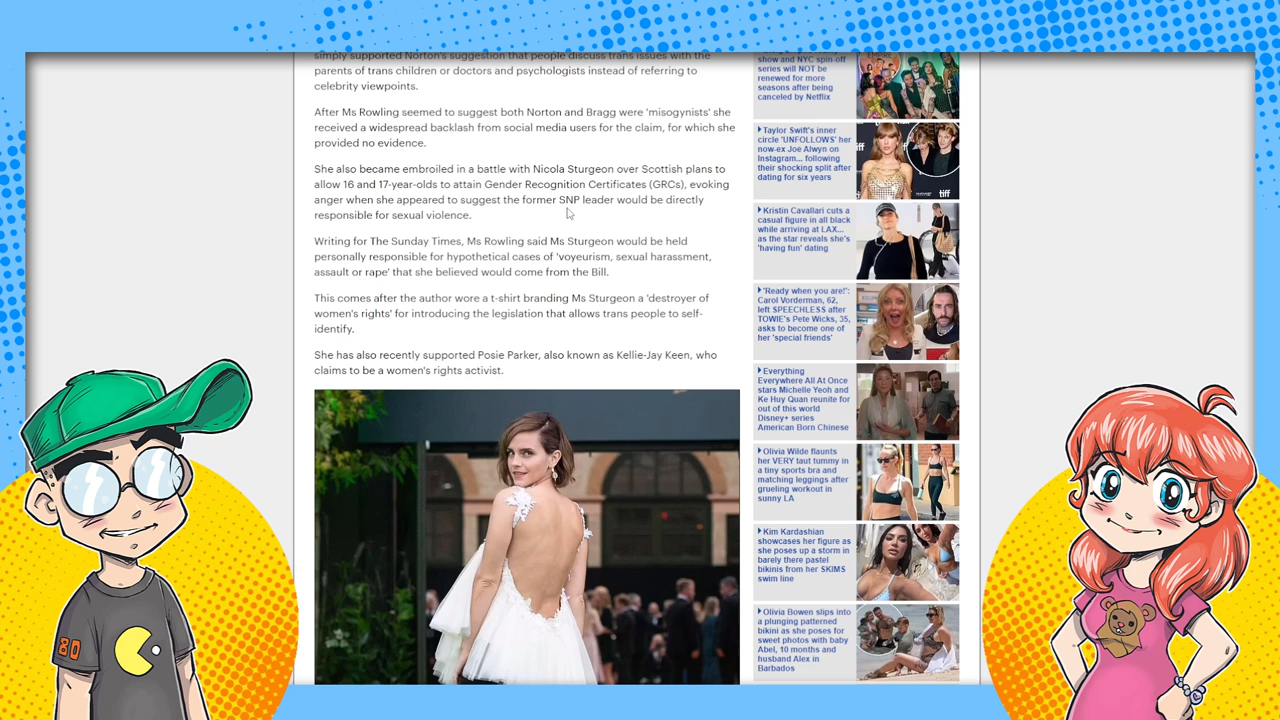 simply supported Norton's suggestion that people discuss trans issues with the
parents of trans children or doctors and psychologists instead of referring to
celebrity viewpoints.
After Ms Rowling seemed to suggest both Norton and Bragg were 'misogynists' she
received a widespread backlash from social media users for the claim, for which she
provided no evidence.
She also became embroiled in a battle with Nicola Sturgeon over Scottish plans to
allow 16 and 17-year-olds to attain Gender Recognition Certificates (GRCs), evoking
anger when she appeared to suggest the former SNP leader would be directly
responsible for sexual violence.
Writing for The Sunday Times, Ms Rowling said Ms Sturgeon would be held
personally responsible for hypothetical cases of 'voyeurism, sexual harassment,
assault or rape' that she believed would come from the Bill.
This comes after the author wore a t-shirt branding Ms Sturgeon a 'destroyer of
women's rights' for introducing the legislation that allows trans people to self-
identify.
She has also recently supported Posie Parker, also known as Kellie-Jay Keen, who
claims to be a women's rights activist.
show and NYC spin-off
series will NOT be
renewed for more
seasons after being
canceled by Netflix
Taylor Swift's inner
circle 'UNFOLLOWS' her
now-ex Joe Alwyn on
Instagram... following
their shocking split after
dating for six years
tiff
tiff
Kristin Cavallari cuts a
casual figure in all black
while arriving at LAX...
as the star reveals she's
'having fun' dating
'Ready when you are!':
Carol Vorderman, 62,
left SPEECHLESS after
TOWIE's Pete Wicks, 35,
asks to become one of
her 'special friends'
Everything
Everywhere All At Once
stars Michelle Yeoh and
Ke Huy Quan reunite for
out of this world
Disney+ series
American Born Chinese
Olivia Wilde flaunts
her VERY taut tummy in
a tiny sports bra and
matching leggings after
grueling workout in
sunny LA
Kim Kardashian
showcases her figure as
she poses up a storm in
barely there pastel
bikinis from her SKIMS
swim line
Olivia Bowen slips into
a plunging patterned
bikini as she poses for
sweet photos with baby
Abel, 10 months and
husband Alex in
Barbados
80